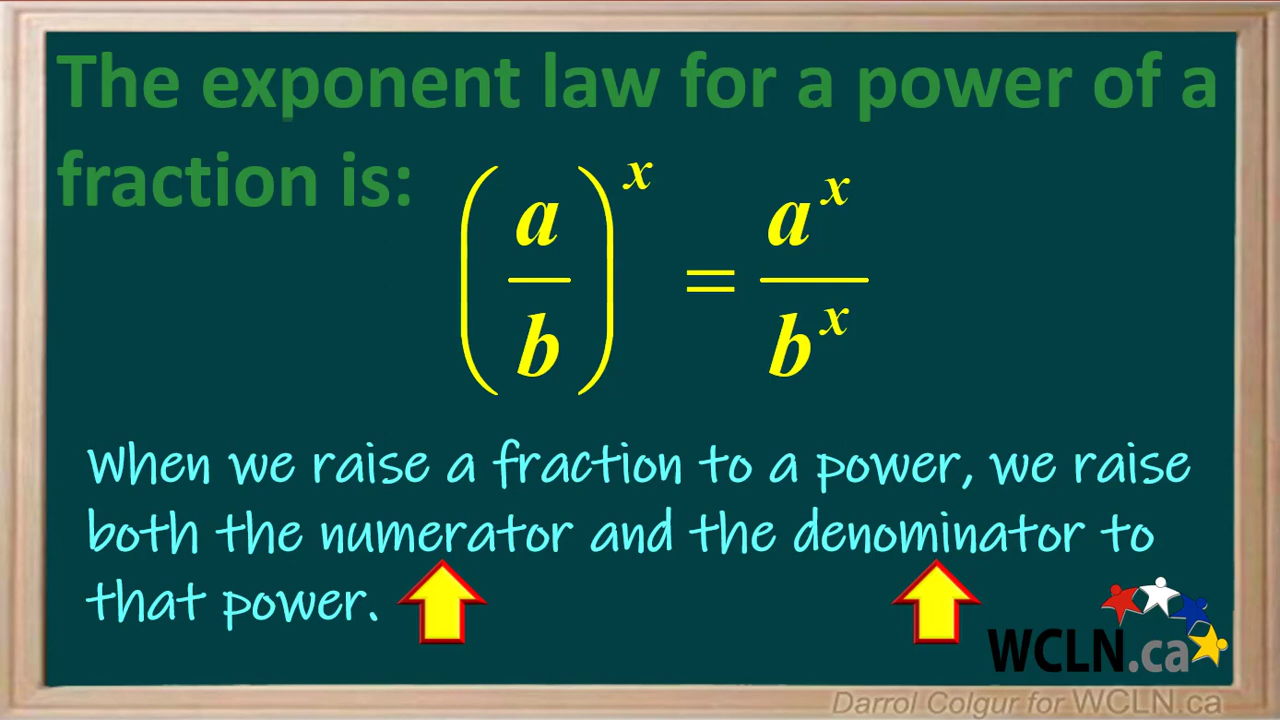 The exponent law for a power of a
fraction is:
(a/b)^x = a^x/b^x
When we raise a fraction to a power, we raise
both the numerator and the denominator to
that power.
WCLN.ca
Darrol Colgur for WCLN.ca